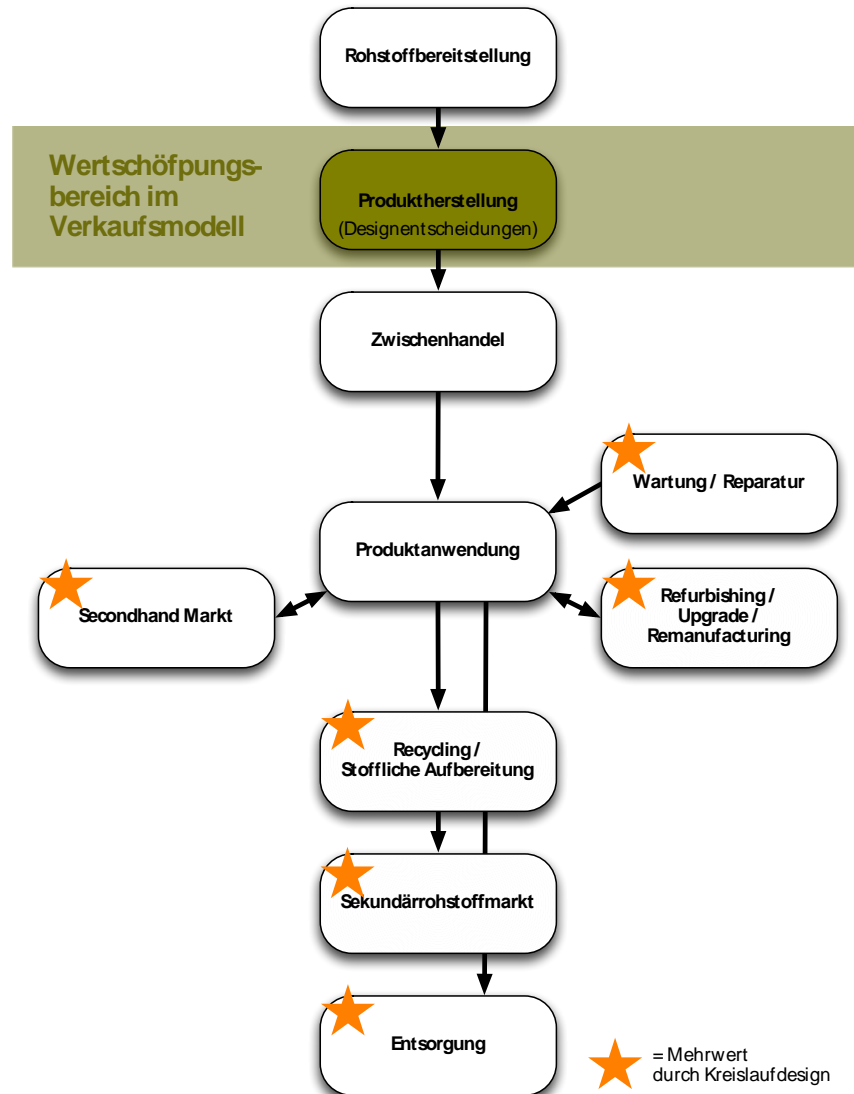 Rohstoffbereitstellung
Wertschöfpungs-
bereich im
Verkaufsmodell
Produktherstellung
(Designentscheidungen)
Zwischenhandel
Wartung / Reparatur
Produktanwendung
Secondhand Markt
Refurbishing /
Upgrade /
Remanufacturing
Recycling /
Stoffliche Aufbereitung
Sekundärrohstoffmarkt
Entsorgung
= Mehrwert
durch Kreislaufdesign